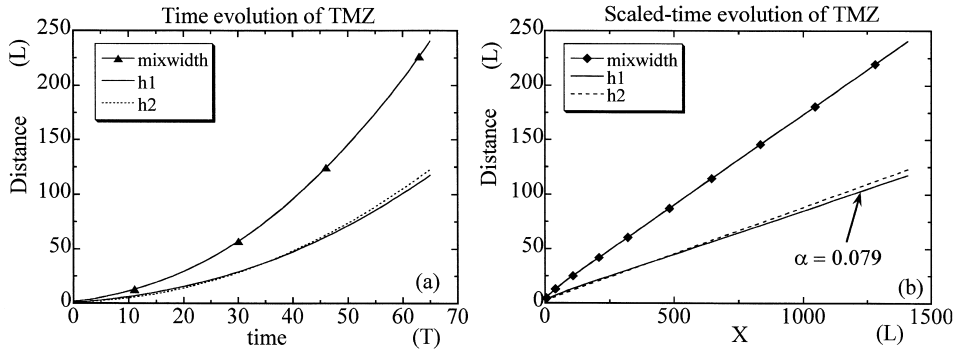 Time evolution of TMZ
(L)
250
200
150
100
50
0
Distance
mixwidth
h1
h2
(a)
0 10 20 30 40 50 60 70
time
(T)
Scaled-time evolution of TMZ
(L)
250
200
150
100
50
0
Distance
mixwidth
h1
h2
α = 0.079
(b)
0 500 1000 1500
X
(L)